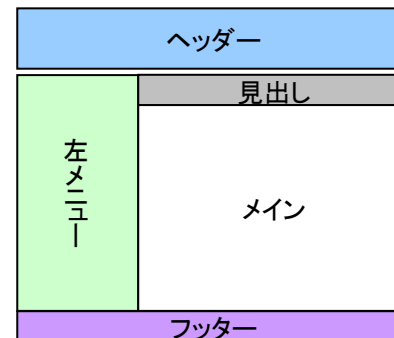 ヘッダー
見出し
左メニュー
メイン
フッター